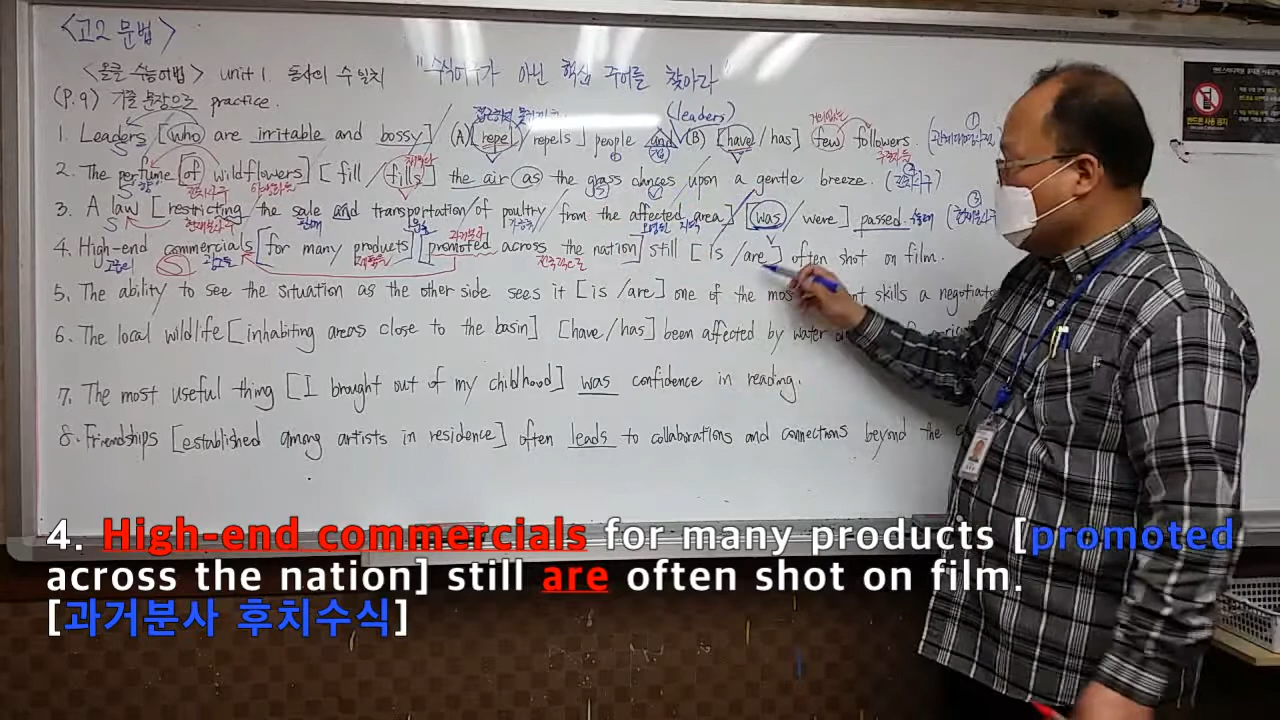 <고2 문법>
<올클 수능어법> unit 1. 동사의 수일치 "수식어구가 아닌 핵심 주어를 찾아라"
(P.9) 기출 문장으로 practice.
(leaders)
1. Leaders [who are irritable and bossy] (A) [repel / repels] people and (B) [have / has] few followers.
2. The perfume [of wildflowers] [fill / fills] the air as the grass dances upon a gentle breeze.
3. A law [restricting the sale and transportation of poultry from the affected area] [was / were] passed.
4. High-end commercials [for many products] [promoted across the nation] still [is / are] often shot on film.
5. The ability to see the situation as the other side sees it [is / are] one of the skills a
6. The local wildlife [inhabiting areas close to the basin] [have / has] been affected by water
7. The most useful thing [I brought out of my childhood] was confidence in reading.
8. Friendships [established among artists in residence] often leads to collaborations and connections beyond the
4. High-end commercials for many products [promoted
across the nation] still are often shot on film.
[과거분사 후치수식]